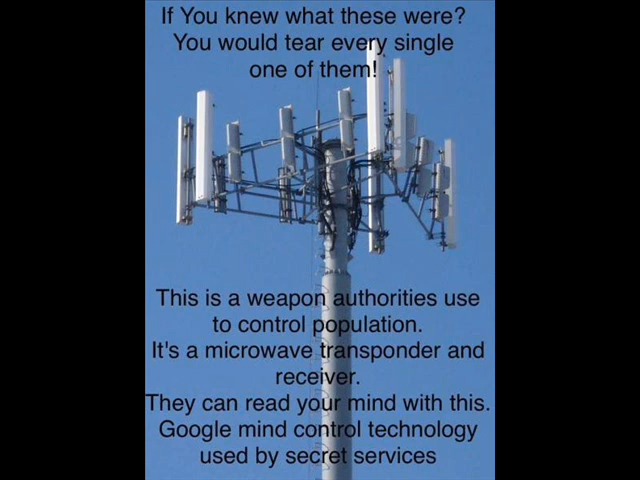 If You knew what these were?
You would tear every single
one of them!
This is a weapon authorities use
to control population.
It's a microwave transponder and
receiver.
They can read your mind with this.
Google mind control technology
used by secret services